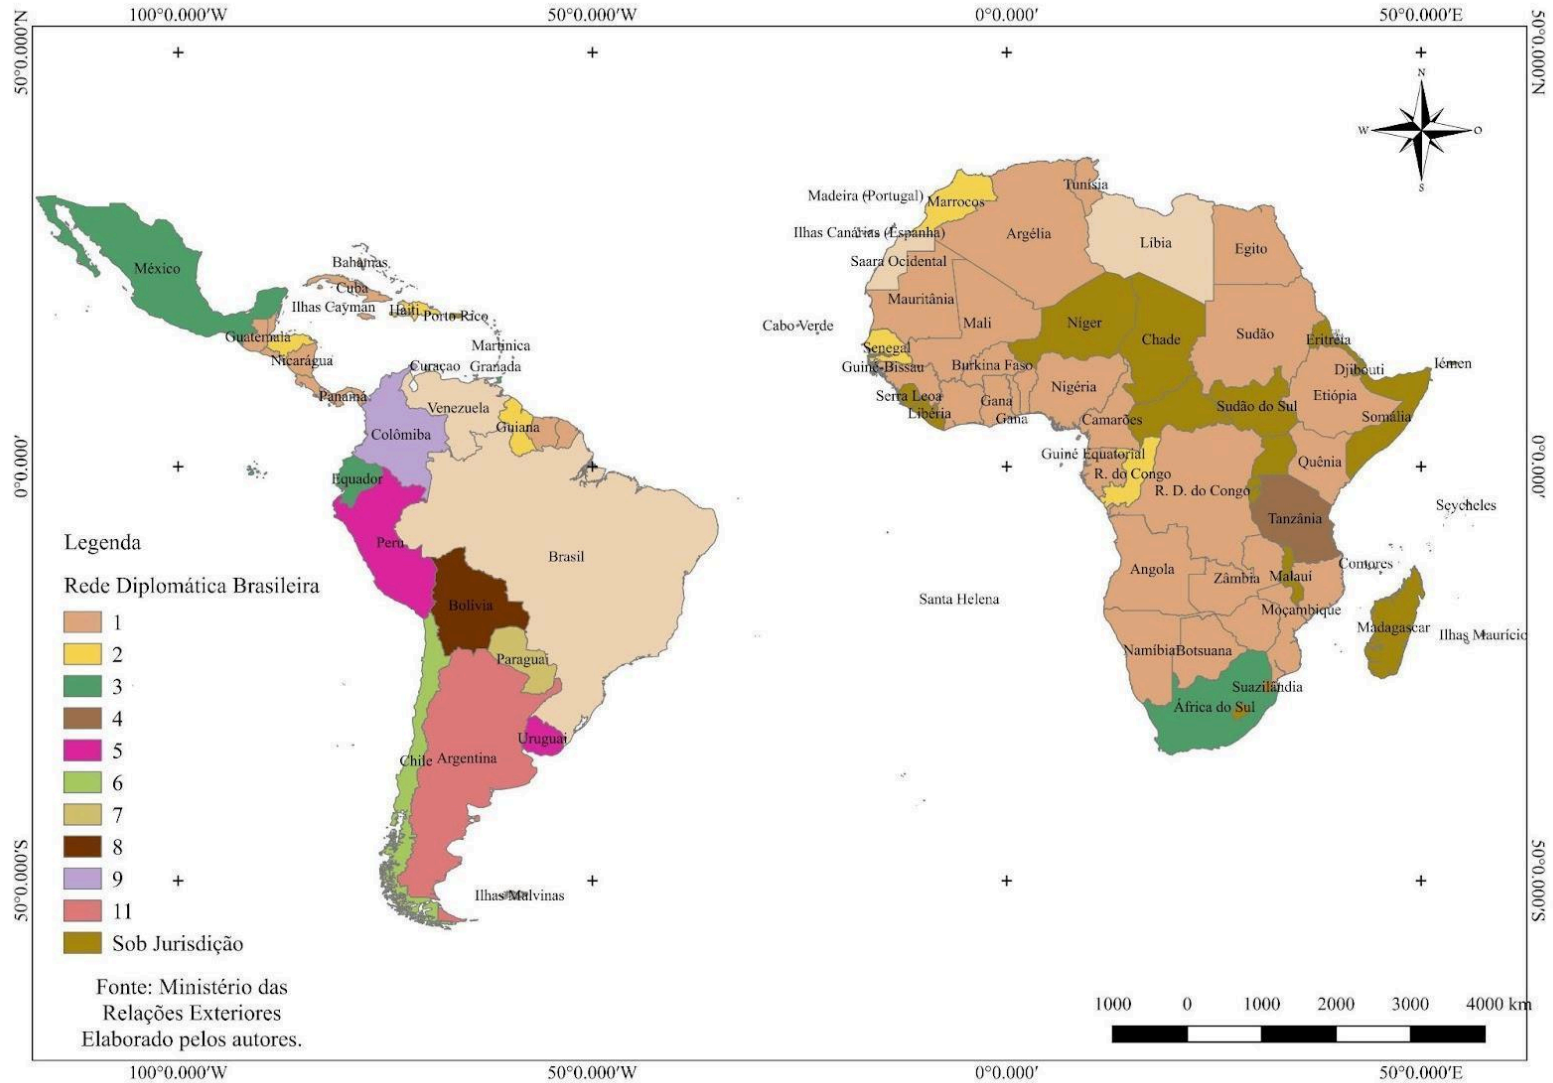 100°0.000'W 50°0.000'W 0°0.000' 50°0.000'E
50°0.000'N 50°0.000'N
N
W O
S
Madeira (Portugal) Marrocos Tunísia
Argélia Líbia Egito
Saara Ocidental
México
Bahamas
Cuba
Ilhas Cayman Haiti Porto Rico
Mauritânia
Mali Níger Chade Sudão Eritréia
Cabo Verde
Guatemala
Nicarágua
Martinica
Granada
Curaçao
Panamá
Venezuela
Senegal
Guiné-Bissau Burkina Faso Djibouti Iémen
Nigéria Etiópia
Serra Leoa Gana Sudão do Sul Somália
Libéria Gana Camarões
Colômbia Guiana
Guiné Equatorial
0°0.000' 0°0.000'
Equador
R. do Congo Quênia
R. D. do Congo
Seycheles
Tanzânia
Peru Brasil
Comores
Angola Zâmbia Malauí
Santa Helena
Bolívia
Moçambique
Madagascar Ilhas Maurício
Paraguai
Namíbia Botsuana
Suazilândia
África do Sul
Uruguai
Chile Argentina
Ilhas Malvinas
50°0.000'S 50°0.000'S
Legenda
Rede Diplomática Brasileira
1
2
3
4
5
6
7
8
9
11
Sob Jurisdição
Fonte: Ministério das
Relações Exteriores
Elaborado pelos autores.
1000 0 1000 2000 3000 4000 km
100°0.000'W 50°0.000'W 0°0.000' 50°0.000'E